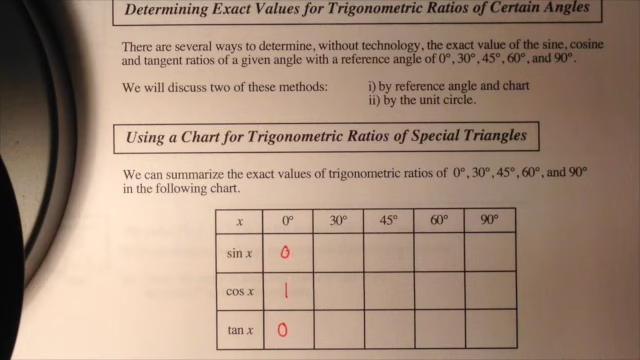 Determining Exact Values for Trigonometric Ratios of Certain Angles
There are several ways to determine, without technology, the exact value of the sine, cosine
and tangent ratios of a given angle with a reference angle of 0°, 30°, 45°, 60°, and 90°.
We will discuss two of these methods: i) by reference angle and chart
ii) by the unit circle.
Using a Chart for Trigonometric Ratios of Special Triangles
We can summarize the exact values of trigonometric ratios of 0°, 30°, 45°, 60°, and 90°
in the following chart.
x 0° 30° 45° 60° 90°
sin x 0
cos x 1
tan x 0